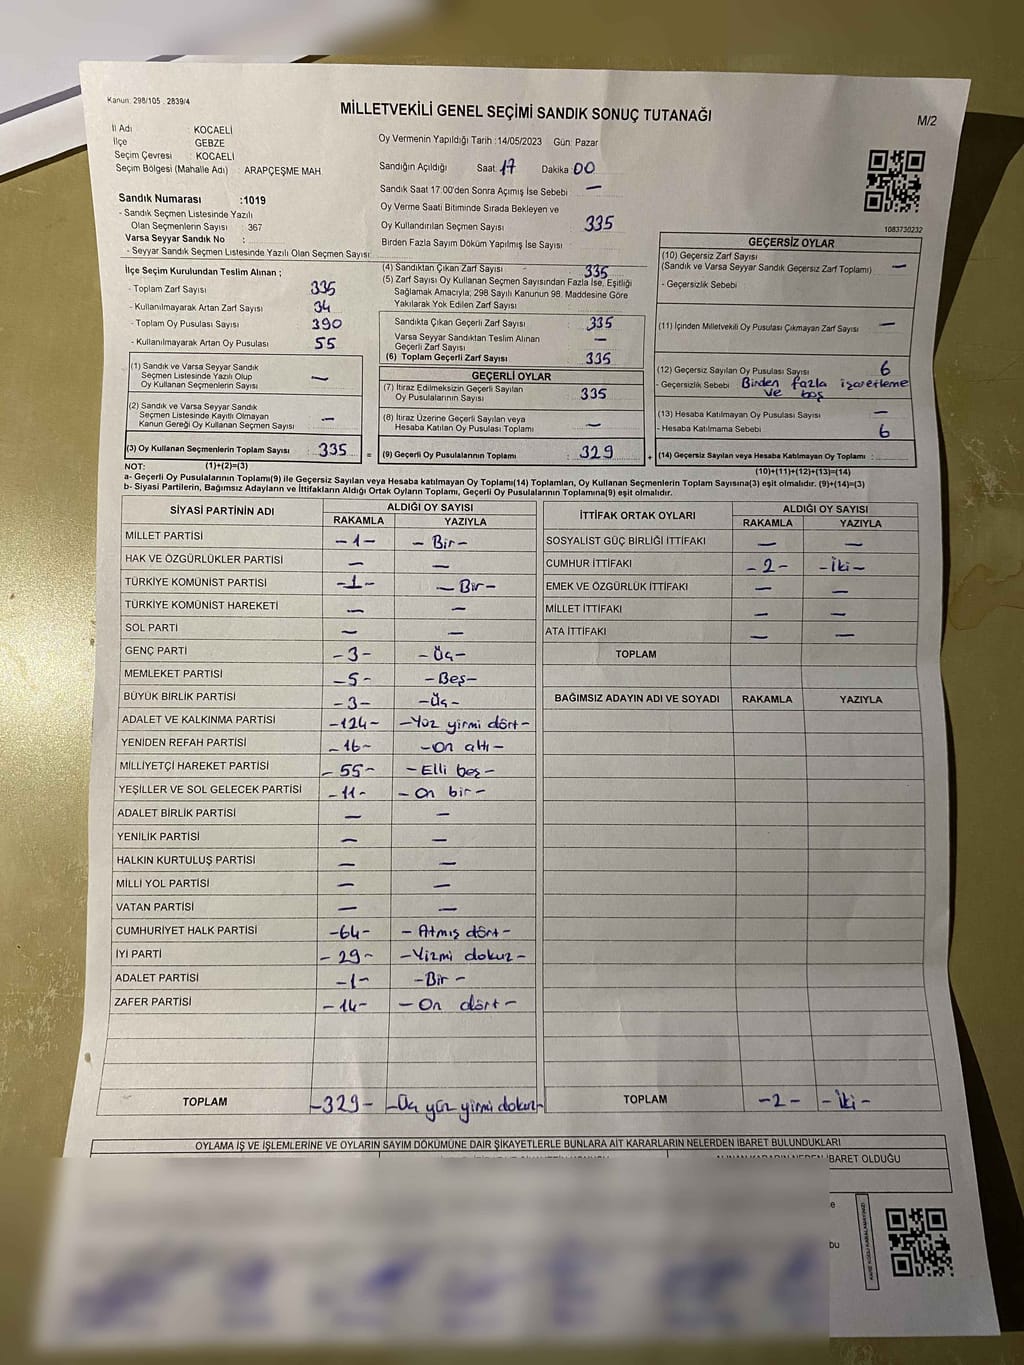 Kanun: 298/105 , 2839/4
MİLLETVEKİLİ GENEL SEÇİMİ SANDIK SONUÇ TUTANAĞI
M/2
İl Adı : KOCAELİ
İlçe : GEBZE
Seçim Çevresi : KOCAELİ
Seçim Bölgesi (Mahalle Adı) : ARAPÇEŞME MAH.
Oy Vermenin Yapıldığı Tarih :14/05/2023 Gün: Pazar
Sandığın Açıldığı Saat: 17 Dakika: 00
Sandık Saat 17:00'den Sonra Açımış İse Sebebi : —
Oy Verme Saati Bitiminde Sırada Bekleyen ve
Oy Kullandırılan Seçmen Sayısı : 335
Birden Fazla Sayım Döküm Yapılmış İse Sayısı :
1083730232
Sandık Numarası :1019
- Sandık Seçmen Listesinde Yazılı
Olan Seçmenlerin Sayısı : 367
Varsa Seyyar Sandık No :
- Seyyar Sandık Seçmen Listesinde Yazılı Olan Seçmen Sayısı:
İlçe Seçim Kurulundan Teslim Alınan ;
- Toplam Zarf Sayısı : 335
- Kullanılmayarak Artan Zarf Sayısı : 34
- Toplam Oy Pusulası Sayısı : 390
- Kullanılmayarak Artan Oy Pusulası : 55
(1) Sandık ve Varsa Seyyar Sandık
Seçmen Listesinde Yazılı Olup
Oy Kullanan Seçmenlerin Sayısı : —
(2) Sandık ve Varsa Seyyar Sandık
Seçmen Listesinde Kayıtlı Olmayan
Kanun Gereği Oy Kullanan Seçmen Sayısı : —
(3) Oy Kullanan Seçmenlerin Toplam Sayısı : 335
(1)+(2)=(3)
(4) Sandıktan Çıkan Zarf Sayısı : 335
(5) Zarf Sayısı Oy Kullanan Seçmen Sayısından Fazla İse, Eşitliği
Sağlamak Amacıyla; 298 Sayılı Kanunun 98. Maddesine Göre
Yakılarak Yok Edilen Zarf Sayısı :
Sandıkta Çıkan Geçerli Zarf Sayısı : 335
Varsa Seyyar Sandıktan Teslim Alınan
Geçerli Zarf Sayısı : —
(6) Toplam Geçerli Zarf Sayısı : 335
GEÇERLİ OYLAR
(7) İtiraz Edilmeksizin Geçerli Sayılan
Oy Pusulalarının Sayısı : 335
(8) İtiraz Üzerine Geçerli Sayılan veya
Hesaba Katılan Oy Pusulası Toplamı : —
= (9) Geçerli Oy Pusulalarının Toplamı : 329
GEÇERSİZ OYLAR
(10) Geçersiz Zarf Sayısı
(Sandık ve Varsa Seyyar Sandık Geçersiz Zarf Toplamı) : —
- Geçersizlik Sebebi :
(11) İçinden Milletvekili Oy Pusulası Çıkmayan Zarf Sayısı : —
(12) Geçersiz Sayılan Oy Pusulası Sayısı : 6
- Geçersizlik Sebebi : Birden fazla işaretleme
ve boş
(13) Hesaba Katılmayan Oy Pusulası Sayısı : —
- Hesaba Katılmama Sebebi : 6
+ (14) Geçersiz Sayılan veya Hesaba Katılmayan Oy Toplamı :
(10)+(11)+(12)+(13)=(14)
NOT:
a- Geçerli Oy Pusulalarının Toplamı(9) ile Geçersiz Sayılan veya Hesaba katılmayan Oy Toplamı(14) Toplamları, Oy Kullanan Seçmenlerin Toplam Sayısına(3) eşit olmalıdır. (9)+(14)=(3)
b- Siyasi Partilerin, Bağımsız Adayların ve İttifakların Aldığı Ortak Oyların Toplamı, Geçerli Oy Pusulalarının Toplamına(9) eşit olmalıdır.
SİYASİ PARTİNİN ADI ALDIĞI OY SAYISI
RAKAMLA YAZIYLA
MİLLET PARTİSİ -1- -Bir-
HAK VE ÖZGÜRLÜKLER PARTİSİ — —
TÜRKİYE KOMÜNİST PARTİSİ -1- -Bir-
TÜRKİYE KOMÜNİST HAREKETİ — —
SOL PARTİ — —
GENÇ PARTİ -3- -Üç-
MEMLEKET PARTİSİ -5- -Beş-
BÜYÜK BİRLİK PARTİSİ -3- -Üç-
ADALET VE KALKINMA PARTİSİ -124- -Yüz yirmi dört-
YENİDEN REFAH PARTİSİ -16- -On altı-
MİLLİYETÇİ HAREKET PARTİSİ -55- -Elli beş-
YEŞİLLER VE SOL GELECEK PARTİSİ -11- -On bir-
ADALET BİRLİK PARTİSİ — —
YENİLİK PARTİSİ — —
HALKIN KURTULUŞ PARTİSİ — —
MİLLİ YOL PARTİSİ — —
VATAN PARTİSİ — —
CUMHURİYET HALK PARTİSİ -64- -Atmış dört-
İYİ PARTİ -29- -Yirmi dokuz-
ADALET PARTİSİ -1- -Bir-
ZAFER PARTİSİ -14- -On dört-
TOPLAM -329- -Üç yüz yirmi dokuz-
İTTİFAK ORTAK OYLARI ALDIĞI OY SAYISI
RAKAMLA YAZIYLA
SOSYALİST GÜÇ BİRLİĞİ İTTİFAKI — —
CUMHUR İTTİFAKI -2- -İki-
EMEK VE ÖZGÜRLÜK İTTİFAKI — —
MİLLET İTTİFAKI — —
ATA İTTİFAKI — —
TOPLAM
BAĞIMSIZ ADAYIN ADI VE SOYADI RAKAMLA YAZIYLA
TOPLAM -2- -İki-
OYLAMA İŞ VE İŞLEMLERİNE VE OYLARIN SAYIM DÖKÜMÜNE DAİR ŞİKAYETLERLE BUNLARA AİT KARARLARIN NELERDEN İBARET BULUNDUKLARI
ALINAN KARARIN NEDEN İBARET OLDUĞU
bu